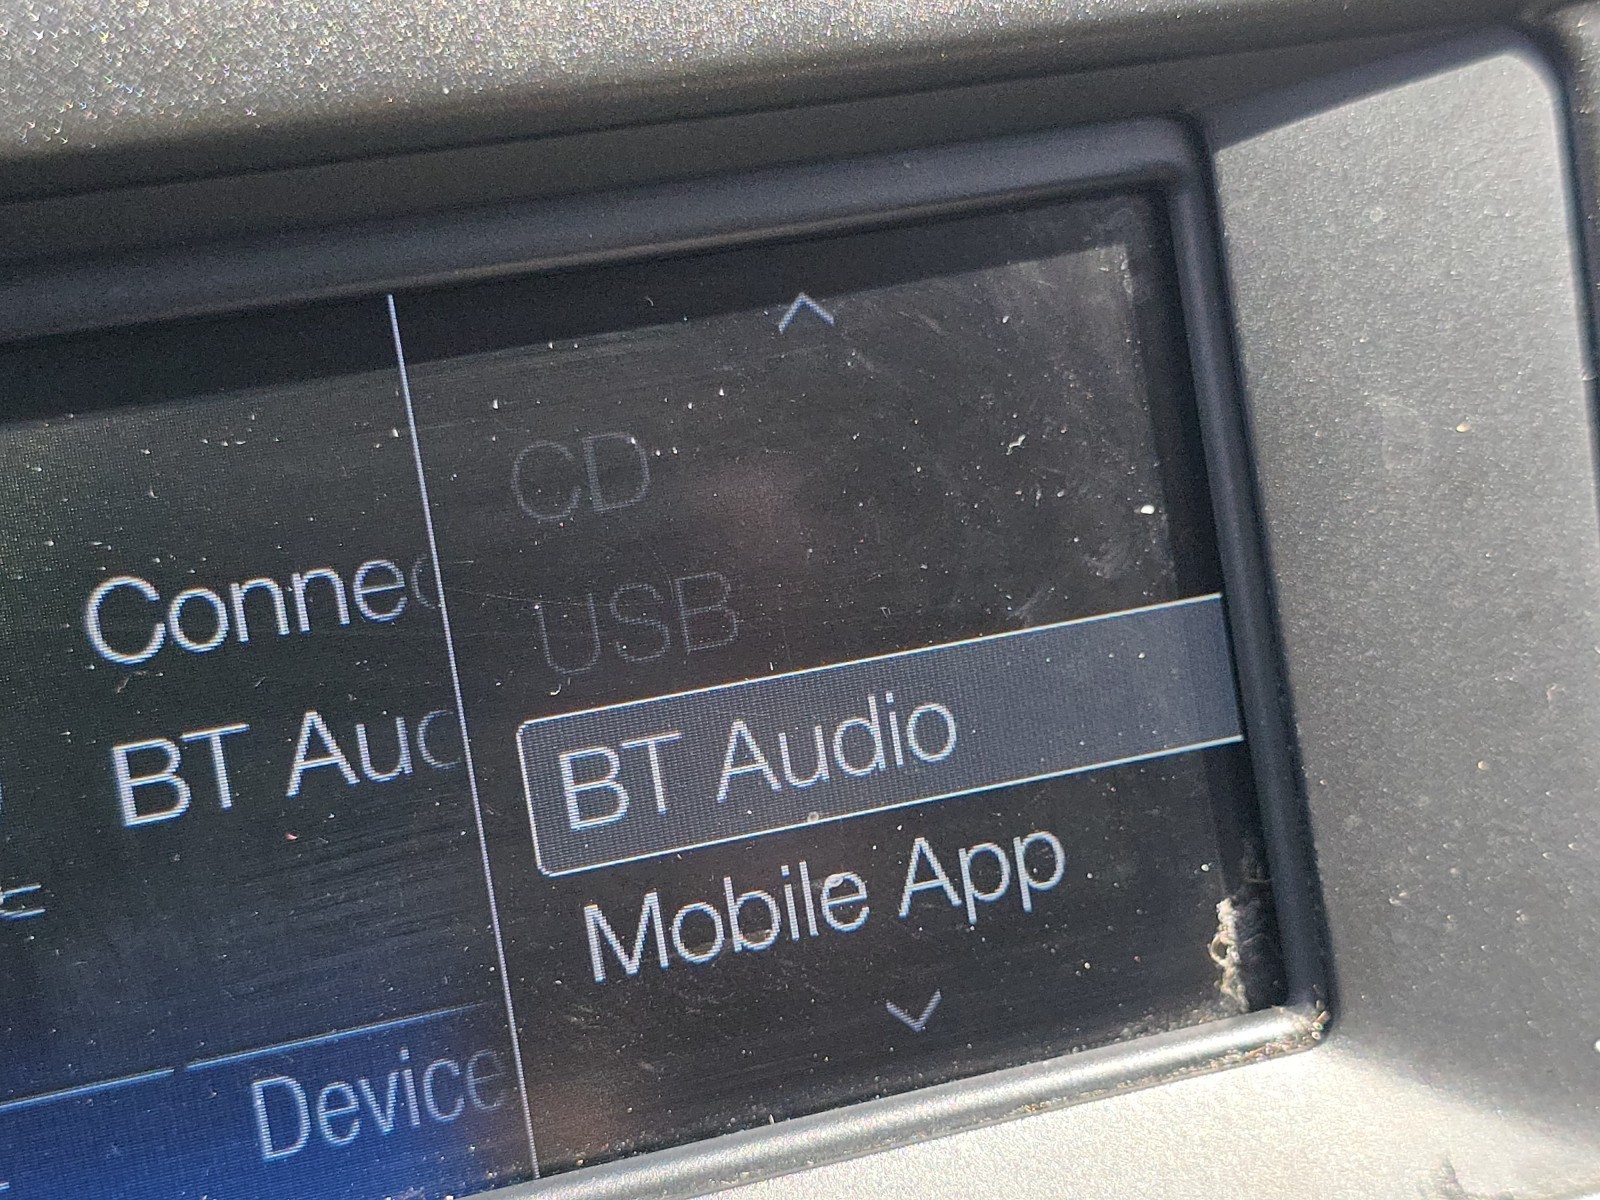 Connec
BT Aud
Device
CD
USB
BT Audio
Mobile App